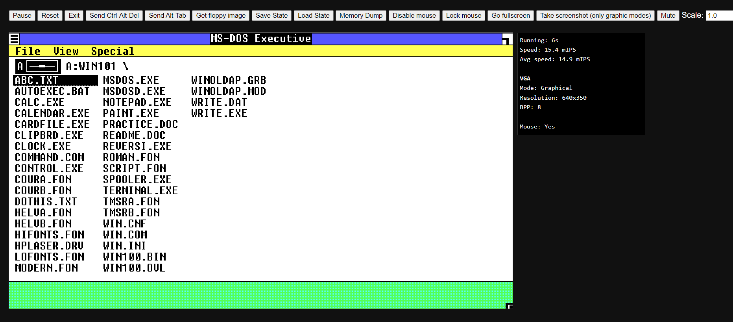 Pause Reset Exit Send Ctrl-Alt-Del Send Alt-Tab Get floppy image Save State Load State Memory Dump Disable mouse Lock mouse Go fullscreen Take screenshot (only graphic modes) Mute Scale: 1.0
MS-DOS Executive
File View Special
A A:WIN101 \
ABC.TXT MSDOS.EXE WINOLDAP.GRB
AUTOEXEC.BAT MSDOSD.EXE WINOLDAP.MOD
CALC.EXE NOTEPAD.EXE WRITE.DAT
CALENDAR.EXE PAINT.EXE WRITE.EXE
CARDFILE.EXE PRACTICE.DOC
CLIPBRD.EXE README.DOC
CLOCK.EXE REVERSI.EXE
COMMAND.COM ROMAN.FON
CONTROL.EXE SCRIPT.FON
COURA.FON SPOOLER.EXE
COURB.FON TERMINAL.EXE
DOTHIS.TXT TMSRA.FON
HELVA.FON TMSRB.FON
HELVB.FON WIN.CNF
HIFONTS.FON WIN.COM
HPLASER.DRV WIN.INI
LOFONTS.FON WIN100.BIN
MODERN.FON WIN100.OVL
Running: 6s
Speed: 15.4 mIPS
Avg speed: 14.9 mIPS
VGA
Mode: Graphical
Resolution: 640x350
BPP: 8
Mouse: Yes